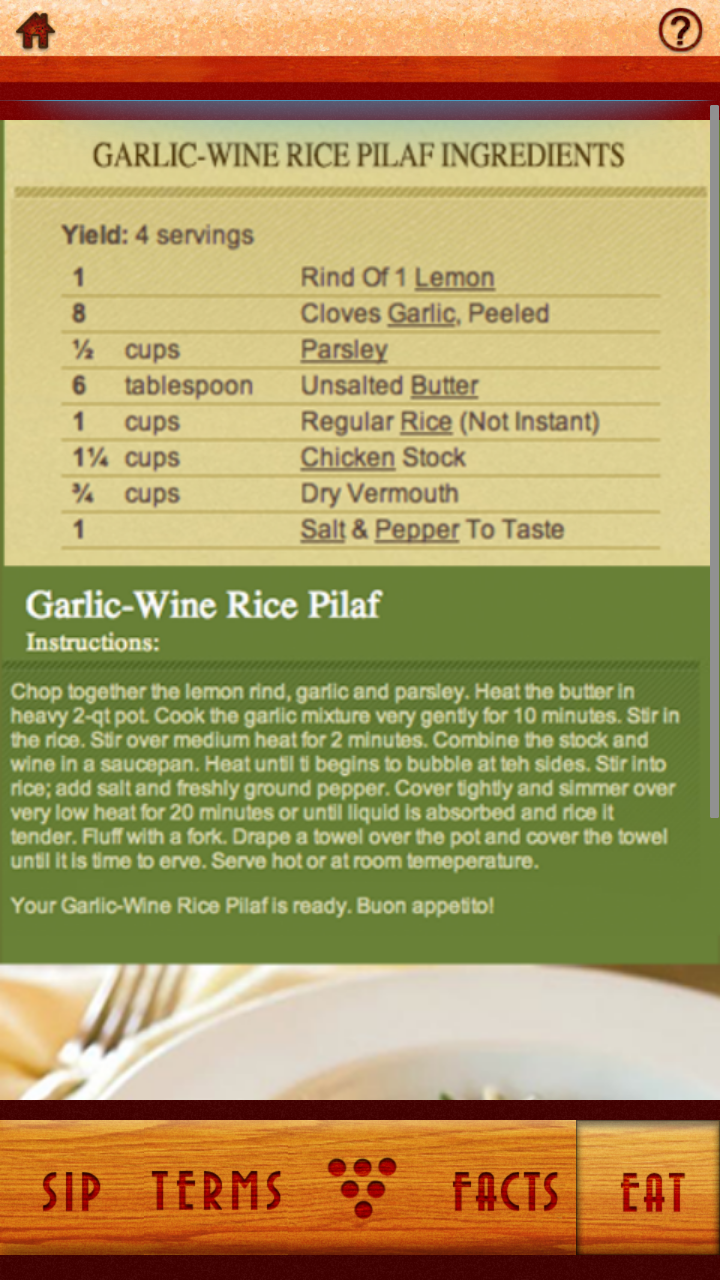 ?
GARLIC-WINE RICE PILAF INGREDIENTS
Yield: 4 servings
1 Rind Of 1 Lemon
8 Cloves Garlic, Peeled
½ cups Parsley
6 tablespoon Unsalted Butter
1 cups Regular Rice (Not Instant)
1¼ cups Chicken Stock
¾ cups Dry Vermouth
1 Salt & Pepper To Taste
Garlic-Wine Rice Pilaf
Instructions:
Chop together the lemon rind, garlic and parsley. Heat the butter in
heavy 2-qt pot. Cook the garlic mixture very gently for 10 minutes. Stir in
the rice. Stir over medium heat for 2 minutes. Combine the stock and
wine in a saucepan. Heat until ti begins to bubble at teh sides. Stir into
rice; add salt and freshly ground pepper. Cover tightly and simmer over
very low heat for 20 minutes or until liquid is absorbed and rice it
tender. Fluff with a fork. Drape a towel over the pot and cover the towel
until it is time to erve. Serve hot or at room temeperature.
Your Garlic-Wine Rice Pilaf is ready. Buon appetito!
SIP TERMS FACTS EAT